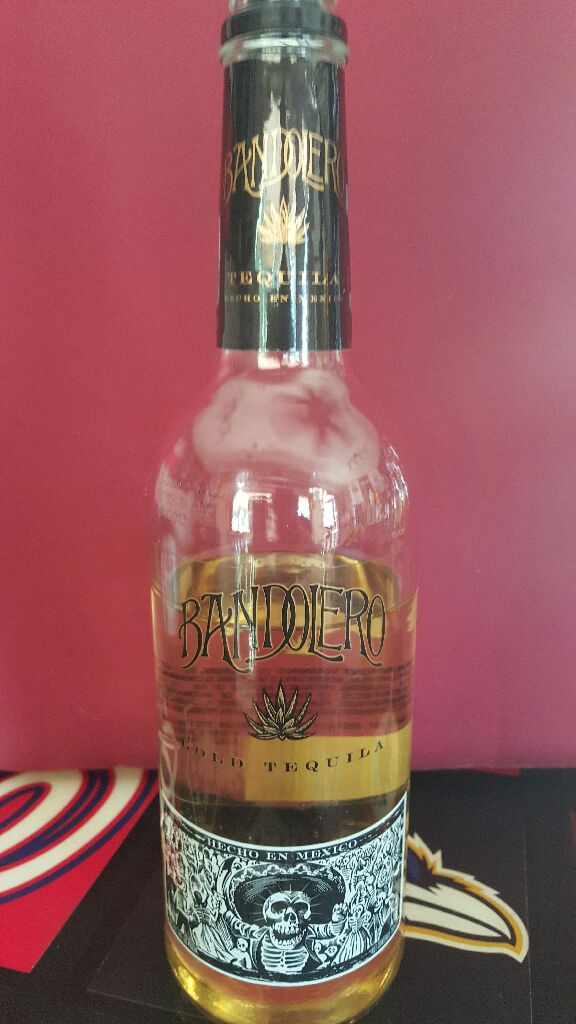 BANDOLERO
TEQUILA
HECHO EN MEXICO
BANDOLERO
GOLD TEQUILA
HECHO EN MEXICO